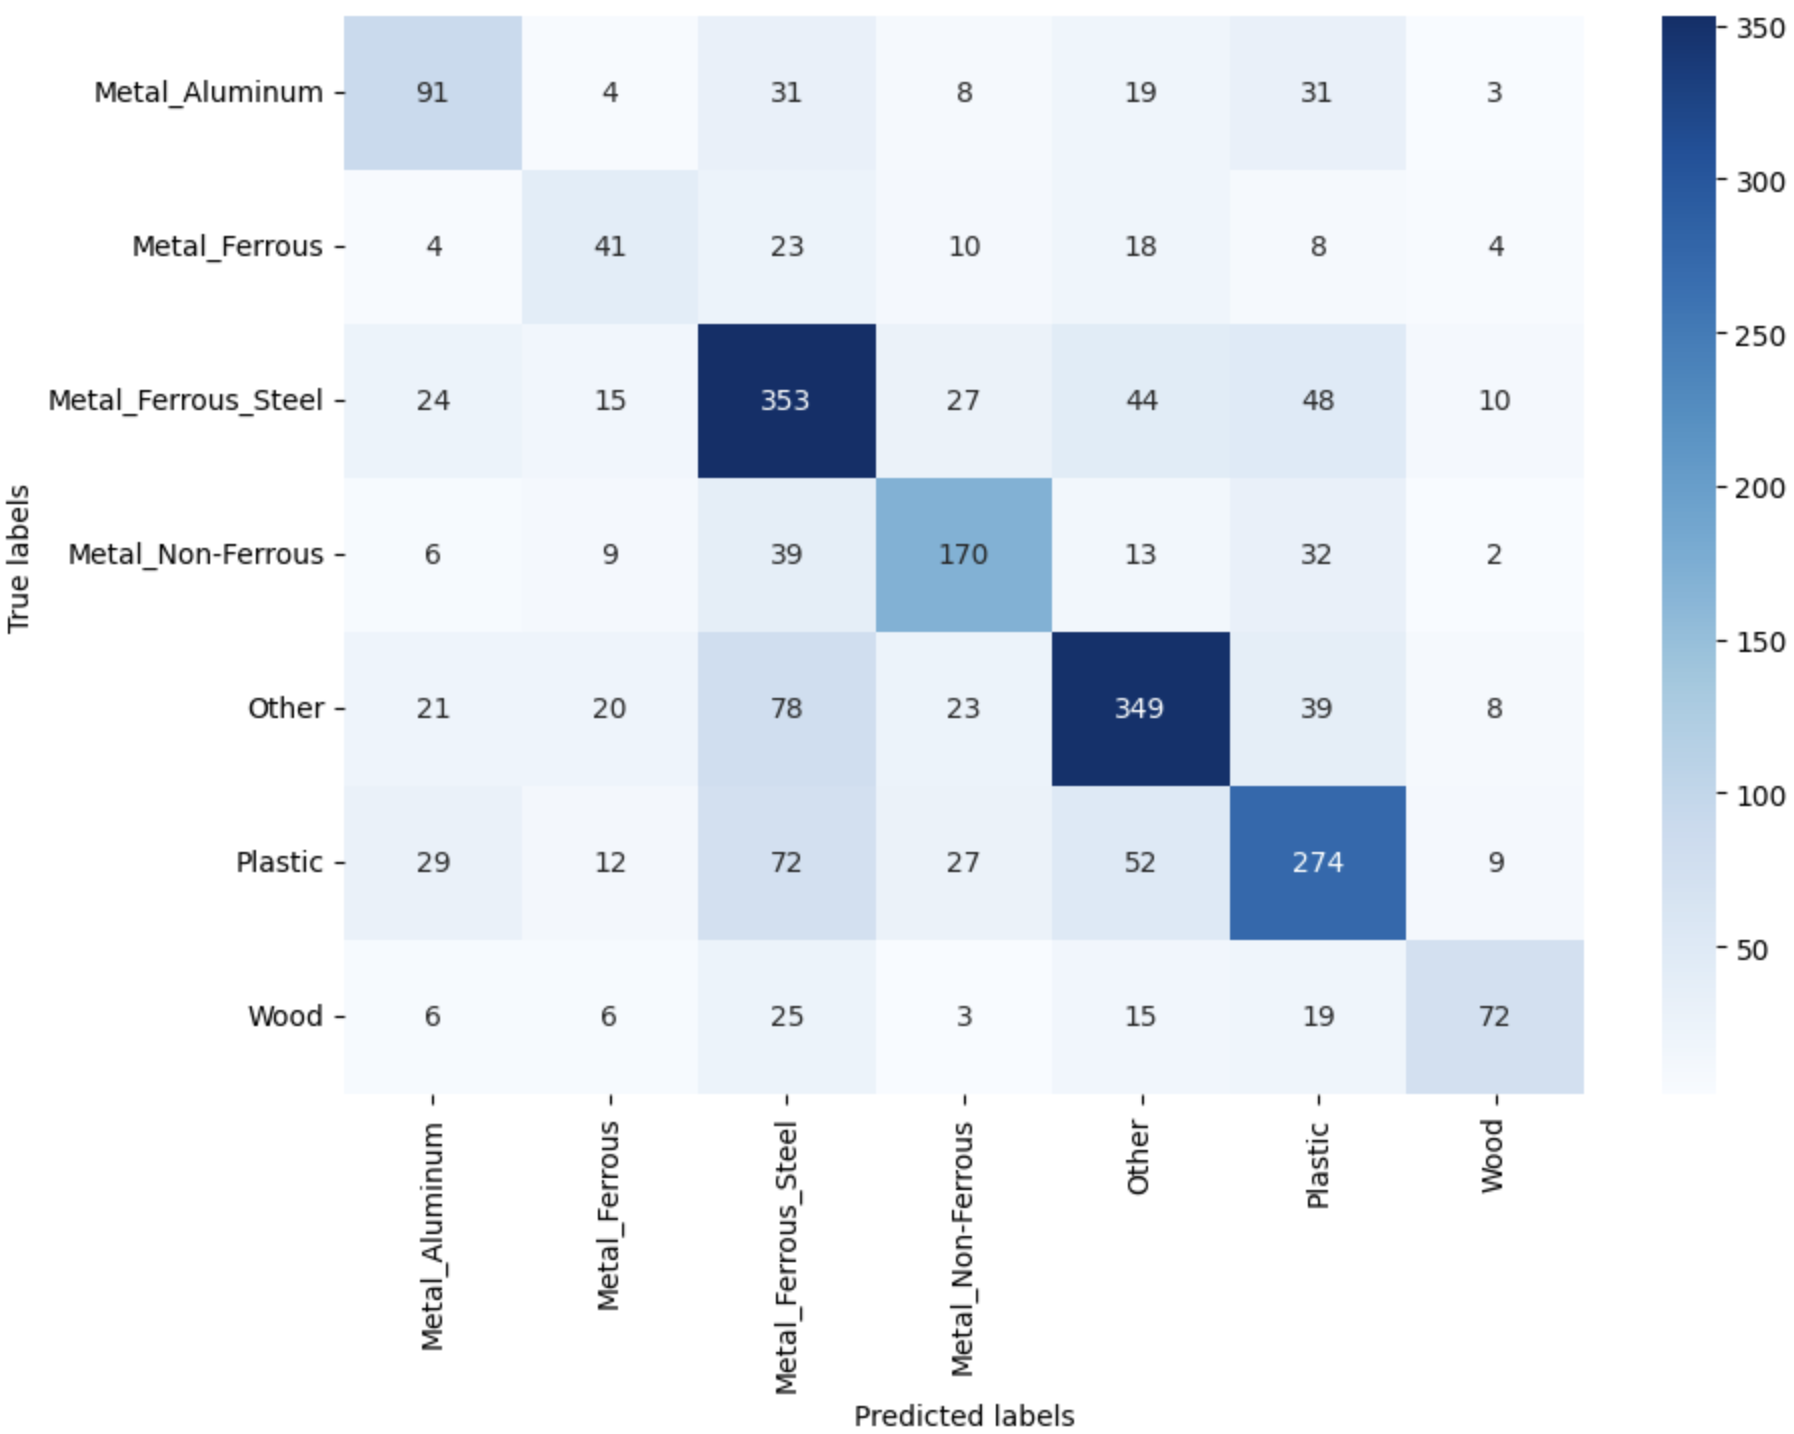 Metal_Aluminum 91 4 31 8 19 31 3
Metal_Ferrous 4 41 23 10 18 8 4
Metal_Ferrous_Steel 24 15 353 27 44 48 10
Metal_Non-Ferrous 6 9 39 170 13 32 2
Other 21 20 78 23 349 39 8
Plastic 29 12 72 27 52 274 9
Wood 6 6 25 3 15 19 72
True labels
Metal_Aluminum
Metal_Ferrous
Metal_Ferrous_Steel
Metal_Non-Ferrous
Other
Plastic
Wood
Predicted labels
350
300
250
200
150
100
50